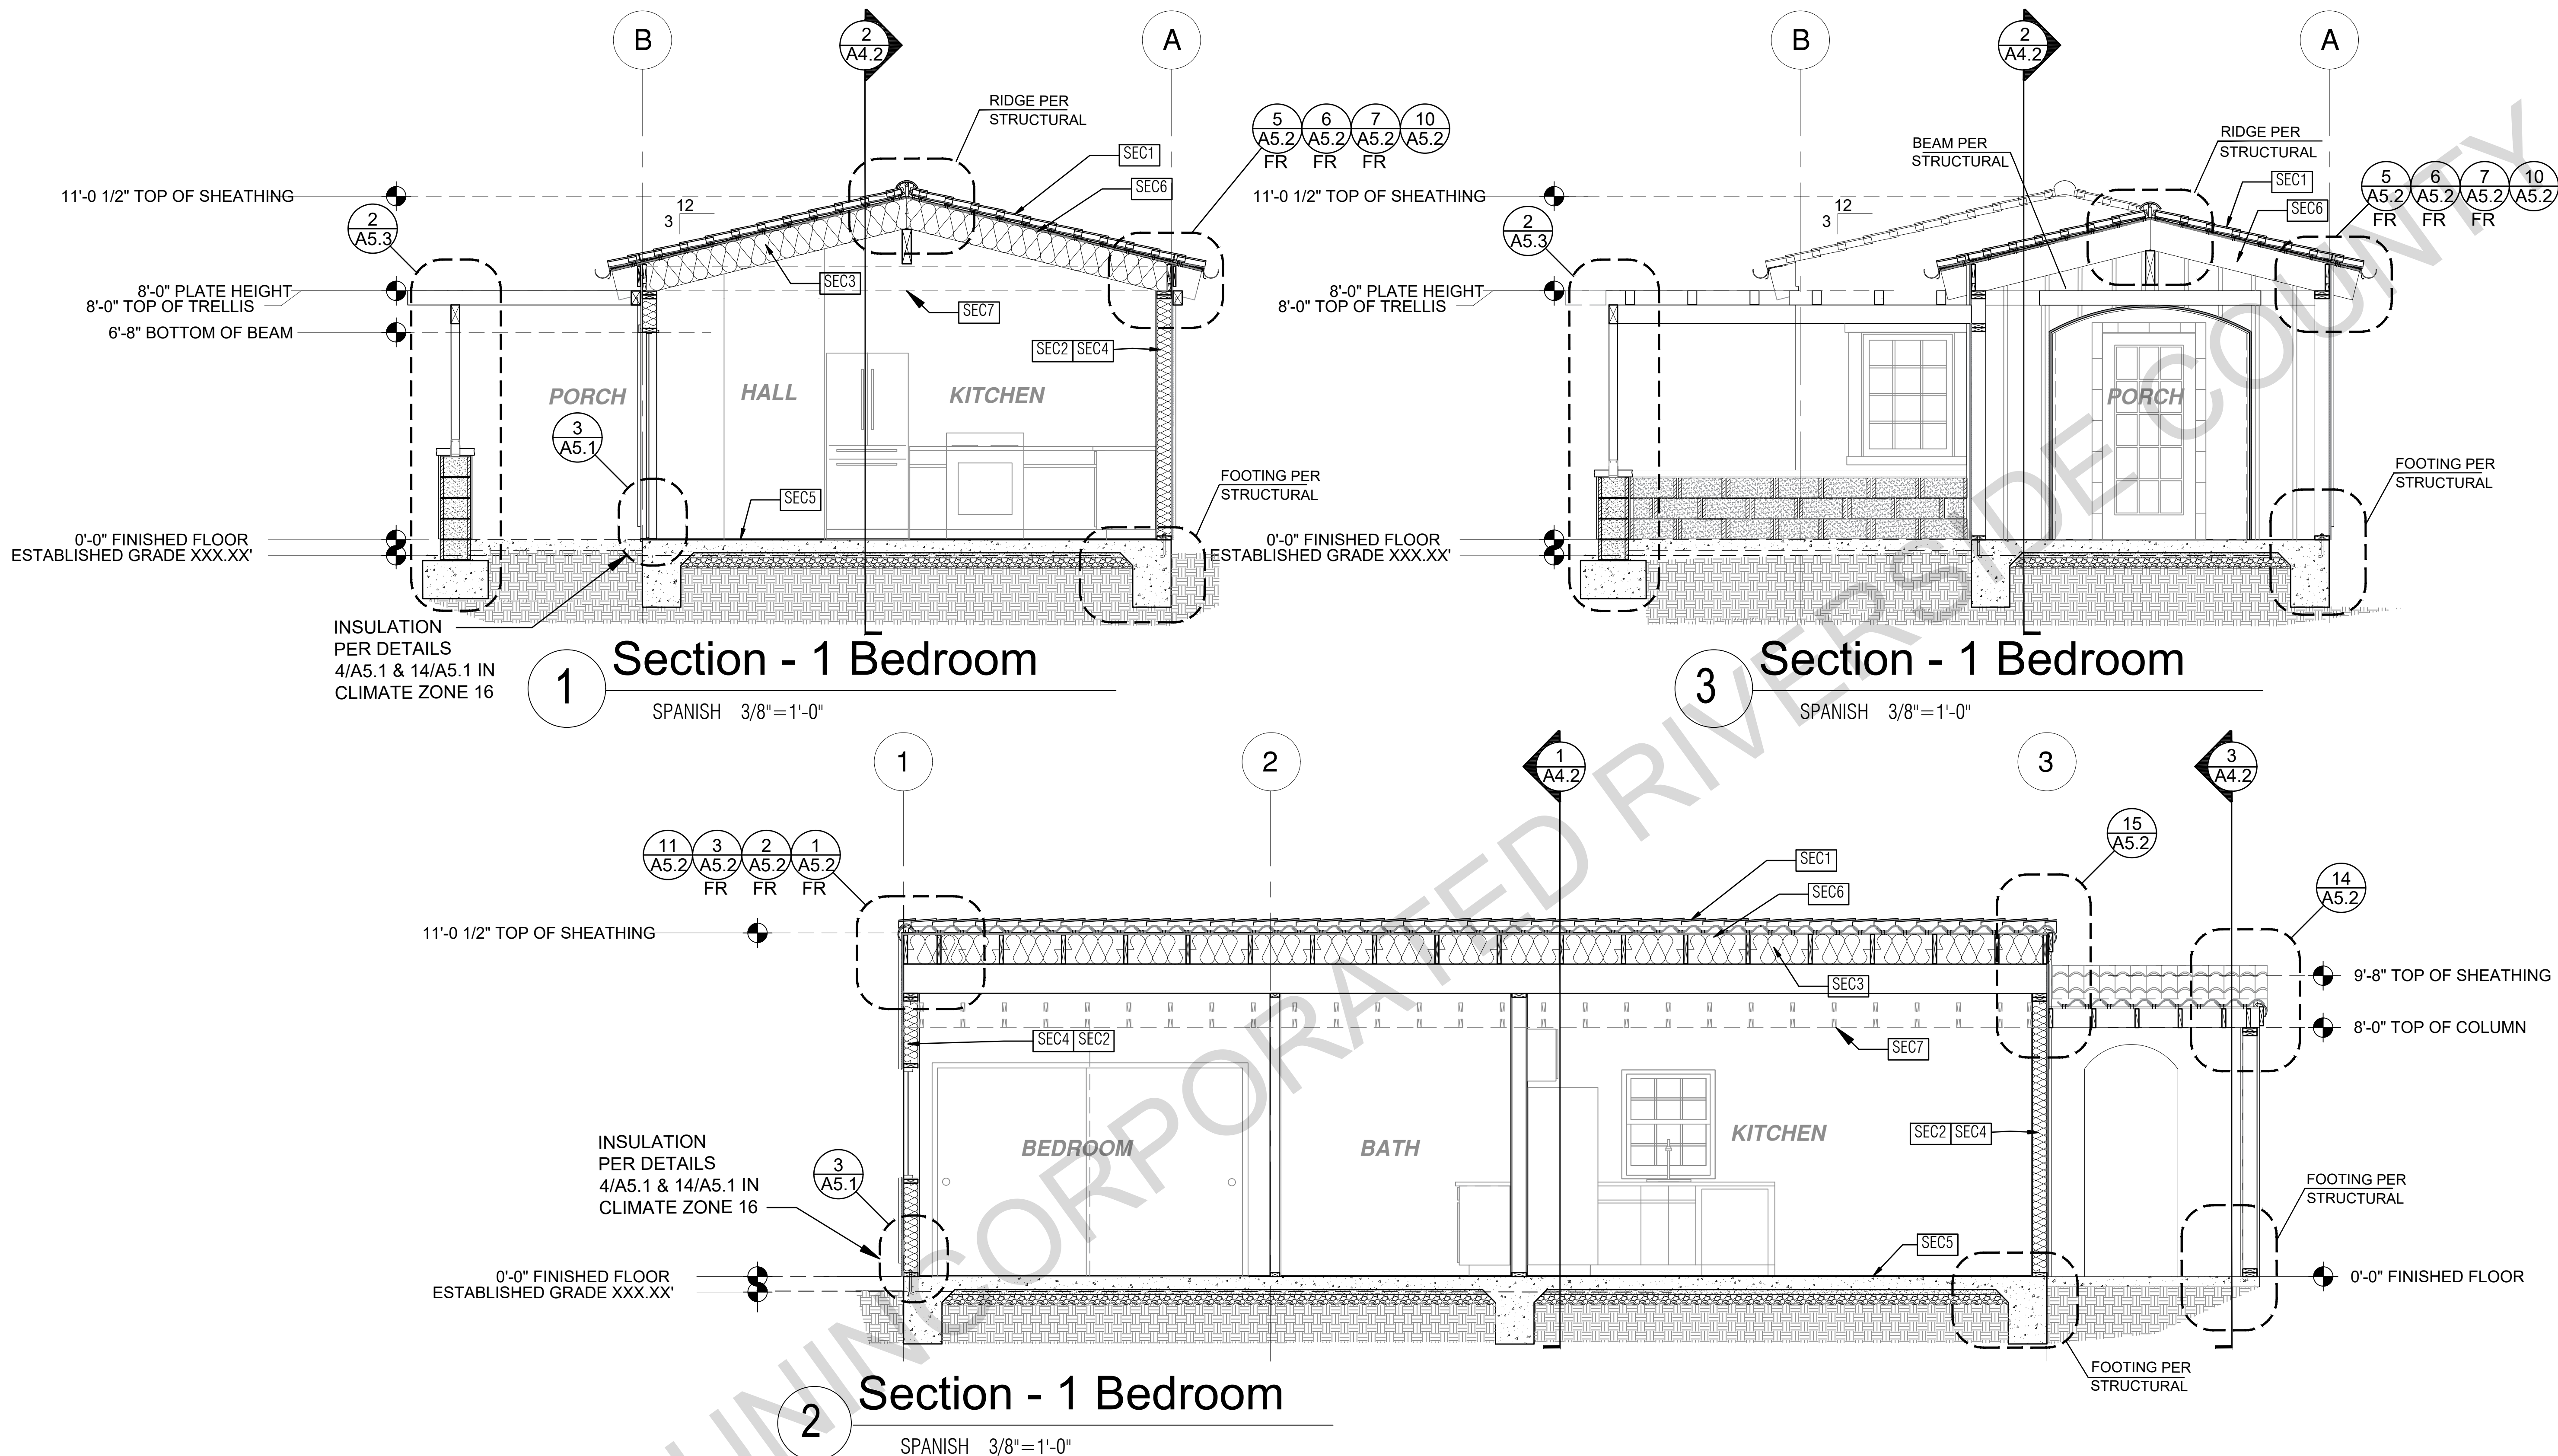 B
2
A4.2
A
RIDGE PER
STRUCTURAL
5
A5.2
FR
6
A5.2
FR
7
A5.2
FR
10
A5.2
SEC1
SEC6
11'-0 1/2" TOP OF SHEATHING
12
3
2
A5.3
SEC3
8'-0" PLATE HEIGHT
8'-0" TOP OF TRELLIS
SEC7
6'-8" BOTTOM OF BEAM
SEC2 SEC4
PORCH
HALL
KITCHEN
3
A5.1
FOOTING PER
STRUCTURAL
SEC5
0'-0" FINISHED FLOOR
ESTABLISHED GRADE XXX.XX'
INSULATION
PER DETAILS
4/A5.1 & 14/A5.1 IN
CLIMATE ZONE 16
1
Section - 1 Bedroom
SPANISH 3/8"=1'-0"
B
2
A4.2
A
BEAM PER
STRUCTURAL
RIDGE PER
STRUCTURAL
5
A5.2
FR
6
A5.2
FR
7
A5.2
FR
10
A5.2
SEC1
SEC6
11'-0 1/2" TOP OF SHEATHING
12
3
2
A5.3
8'-0" PLATE HEIGHT
8'-0" TOP OF TRELLIS
PORCH
FOOTING PER
STRUCTURAL
0'-0" FINISHED FLOOR
ESTABLISHED GRADE XXX.XX'
3
Section - 1 Bedroom
SPANISH 3/8"=1'-0"
1
2
1
A4.2
3
3
A4.2
11
A5.2
3
A5.2
FR
2
A5.2
FR
1
A5.2
FR
15
A5.2
14
A5.2
SEC1
SEC6
11'-0 1/2" TOP OF SHEATHING
SEC3
9'-8" TOP OF SHEATHING
8'-0" TOP OF COLUMN
SEC4 SEC2
SEC7
INSULATION
PER DETAILS
4/A5.1 & 14/A5.1 IN
CLIMATE ZONE 16
3
A5.1
BEDROOM
BATH
KITCHEN
SEC2 SEC4
FOOTING PER
STRUCTURAL
SEC5
0'-0" FINISHED FLOOR
ESTABLISHED GRADE XXX.XX'
0'-0" FINISHED FLOOR
FOOTING PER
STRUCTURAL
2
Section - 1 Bedroom
SPANISH 3/8"=1'-0"
UNINCORPORATED RIVERSIDE COUNTY